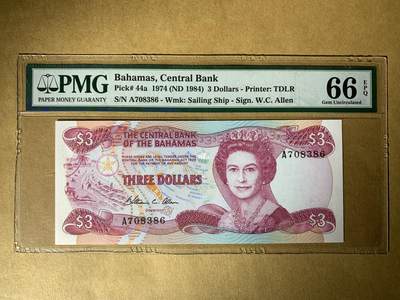 PMG
PAPER MONEY GUARANTY
Bahamas, Central Bank
Pick# 44a 1974 (ND 1984) 3 Dollars - Printer: TDLR
S/N A708386 - Wmk: Sailing Ship - Sign. W.C. Allen
66 EPQ
Gem Uncirculated
$3
THE CENTRAL BANK
OF THE BAHAMAS
$3
A708386
THREE DOLLARS
$3
A708386
$3